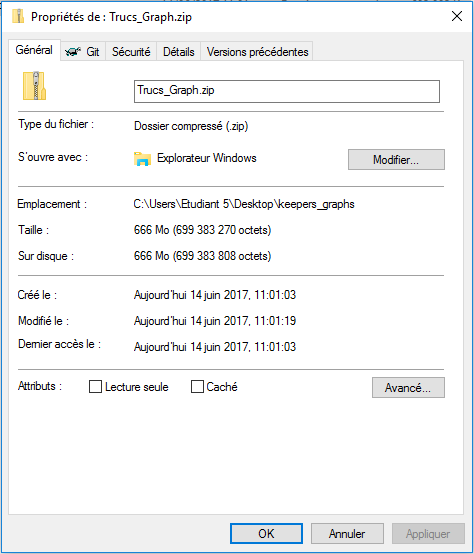 Propriétés de : Trucs_Graph.zip
Général Git Sécurité Détails Versions précédentes
Trucs_Graph.zip
Type du fichier : Dossier compressé (.zip)
S'ouvre avec : Explorateur Windows Modifier...
Emplacement : C:\Users\Etudiant 5\Desktop\keepers_graphs
Taille : 666 Mo (699 383 270 octets)
Sur disque : 666 Mo (699 383 808 octets)
Créé le : Aujourd'hui 14 juin 2017, 11:01:03
Modifié le : Aujourd'hui 14 juin 2017, 11:01:19
Dernier accès le : Aujourd'hui 14 juin 2017, 11:01:03
Attributs : Lecture seule Caché Avancé...
OK Annuler Appliquer